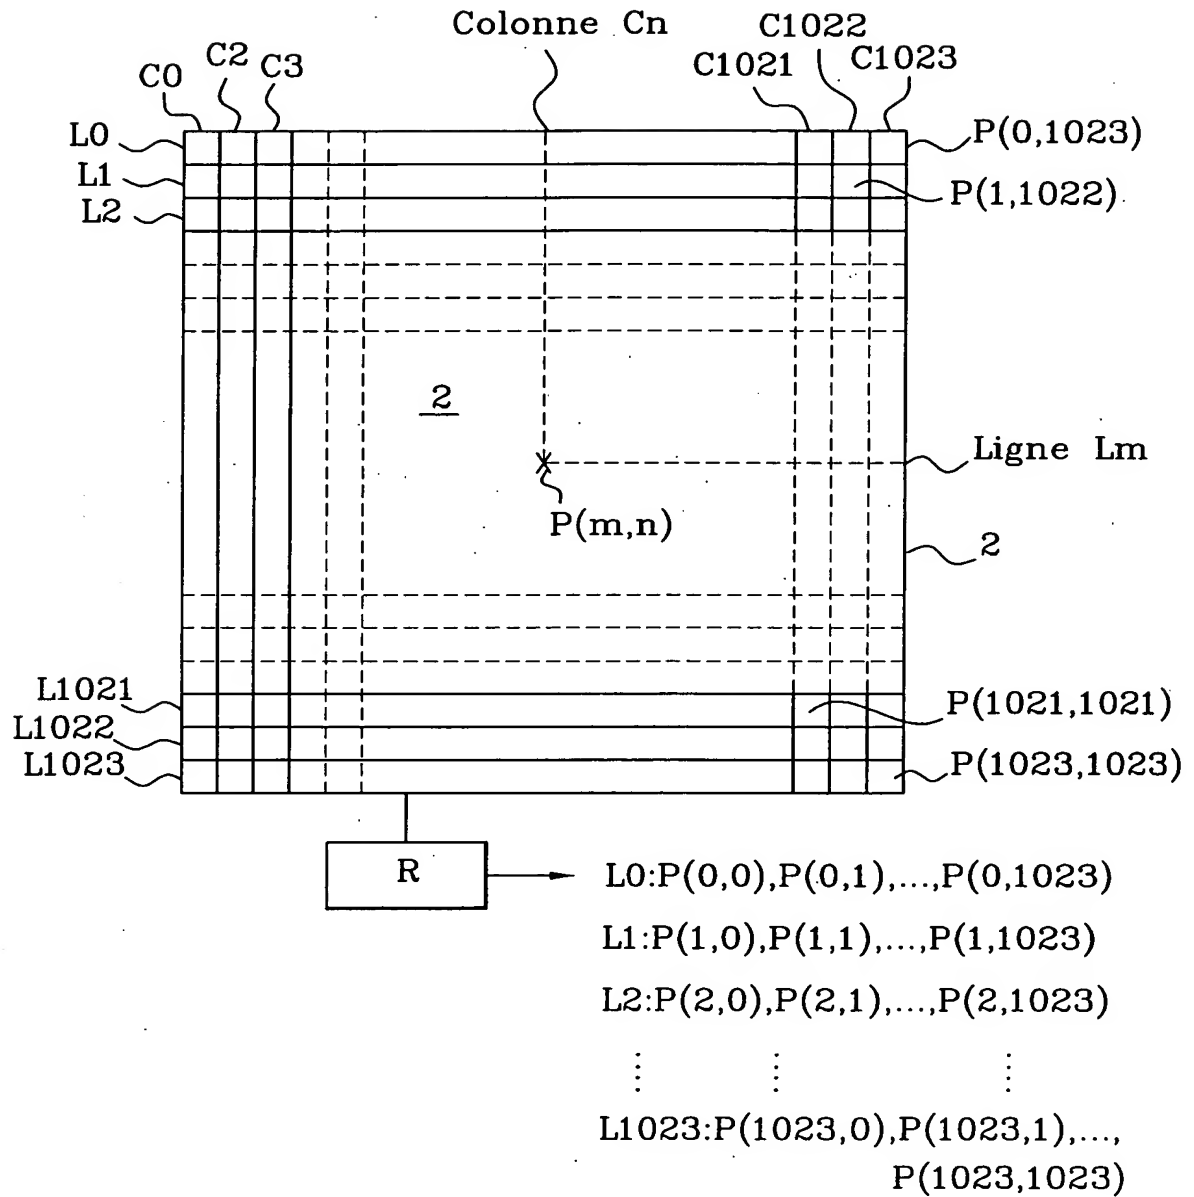 Colonne Cn
C0
C2
C3
C1021
C1022
C1023
L0
L1
L2
P(0,1023)
P(1,1022)
2
Ligne Lm
P(m,n)
2
L1021
L1022
L1023
P(1021,1021)
P(1023,1023)
R
L0:P(0,0),P(0,1),...,P(0,1023)
L1:P(1,0),P(1,1),...,P(1,1023)
L2:P(2,0),P(2,1),...,P(2,1023)
L1023:P(1023,0),P(1023,1),...,
P(1023,1023)